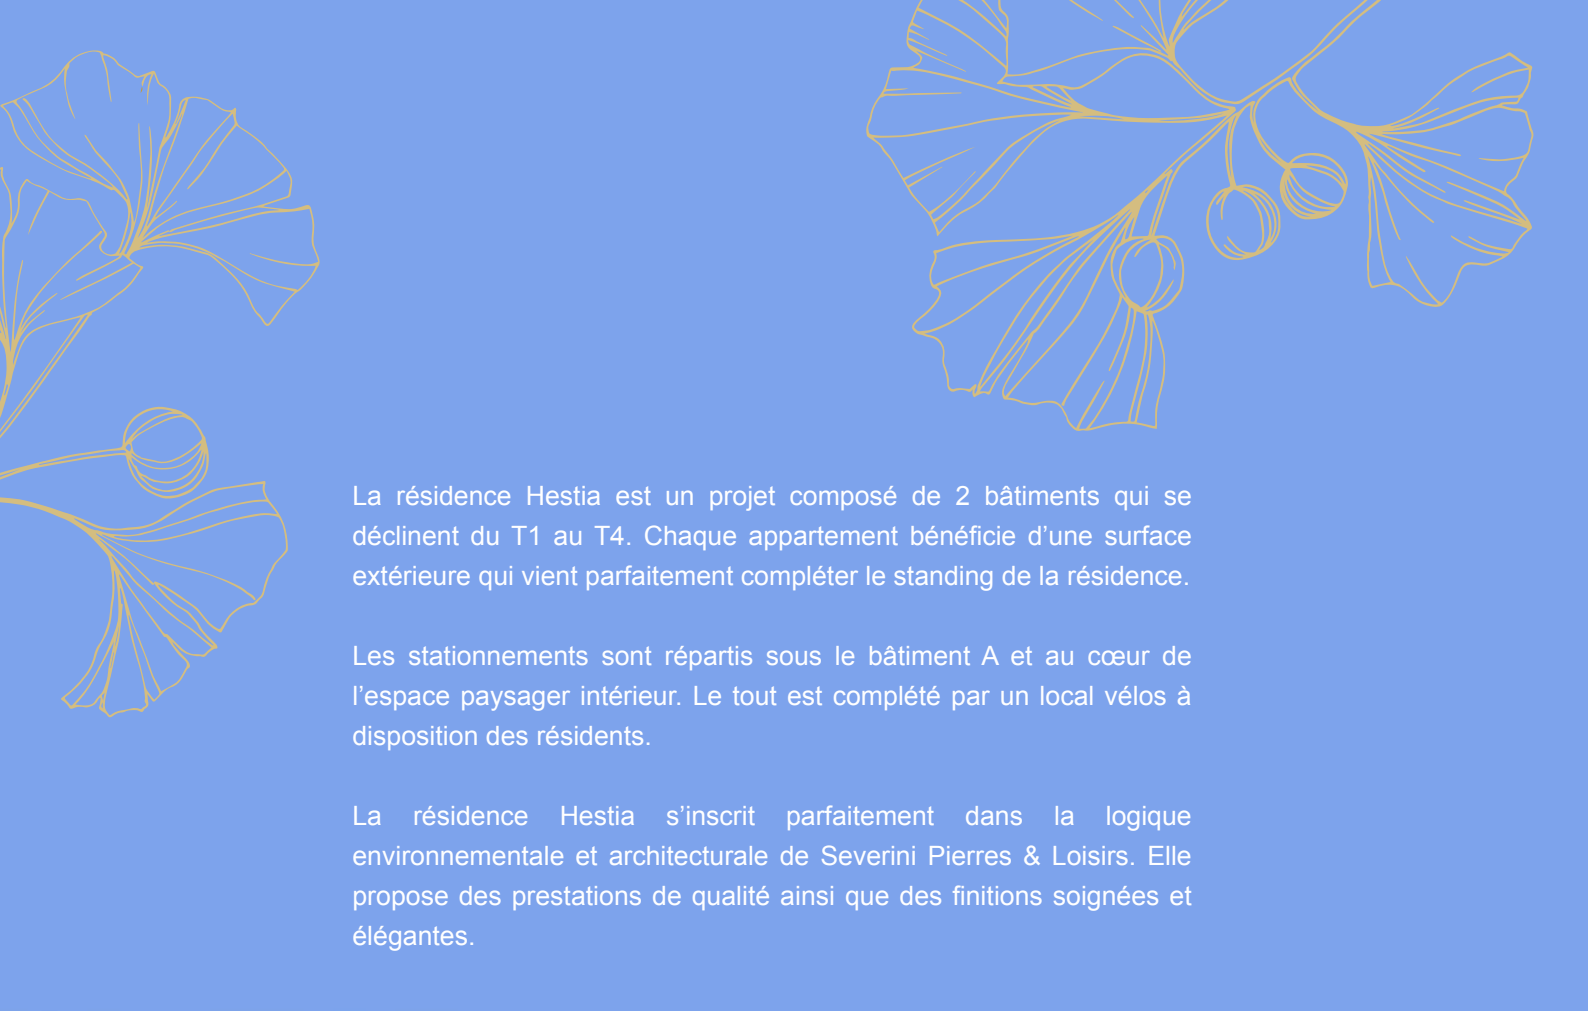 La résidence Hestia est un projet composé de 2 bâtiments qui se
déclinent du T1 au T4. Chaque appartement bénéficie d’une surface
extérieure qui vient parfaitement compléter le standing de la résidence.
Les stationnements sont répartis sous le bâtiment A et au cœur de
l’espace paysager intérieur. Le tout est complété par un local vélos à
disposition des résidents.
La résidence Hestia s’inscrit parfaitement dans la logique
environnementale et architecturale de Severini Pierres & Loisirs. Elle
propose des prestations de qualité ainsi que des finitions soignées et
élégantes.